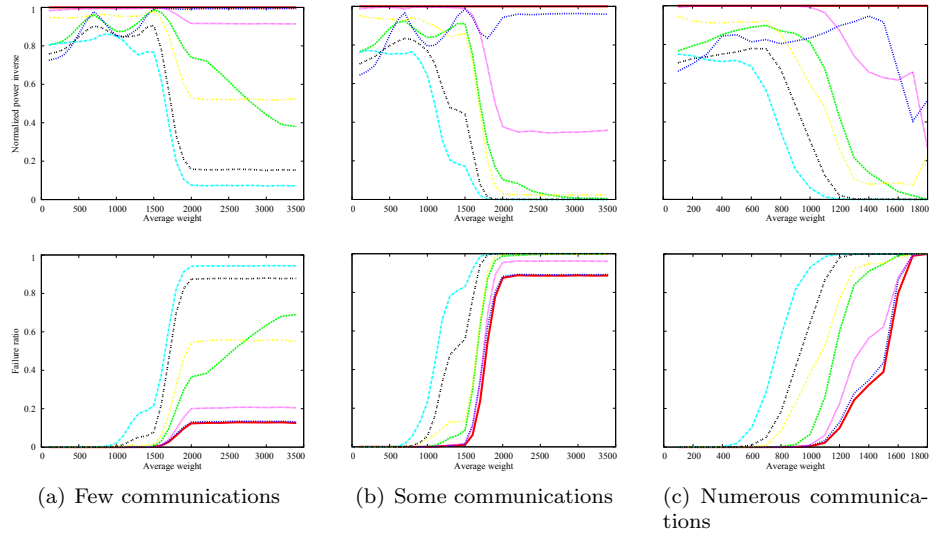 Normalized power inverse
1
0.8
0.6
0.4
0.2
0
0 500 1000 1500 2000 2500 3000 3500
Average weight
0 500 1000 1500 2000 2500 3000 3500
Average weight
0 200 400 600 800 1000 1200 1400 1600 1800
Average weight
Failure ratio
1
0.8
0.6
0.4
0.2
0
0 500 1000 1500 2000 2500 3000 3500
Average weight
0 500 1000 1500 2000 2500 3000 3500
Average weight
0 200 400 600 800 1000 1200 1400 1600 1800
Average weight
(a) Few communications
(b) Some communications
(c) Numerous communica-
tions